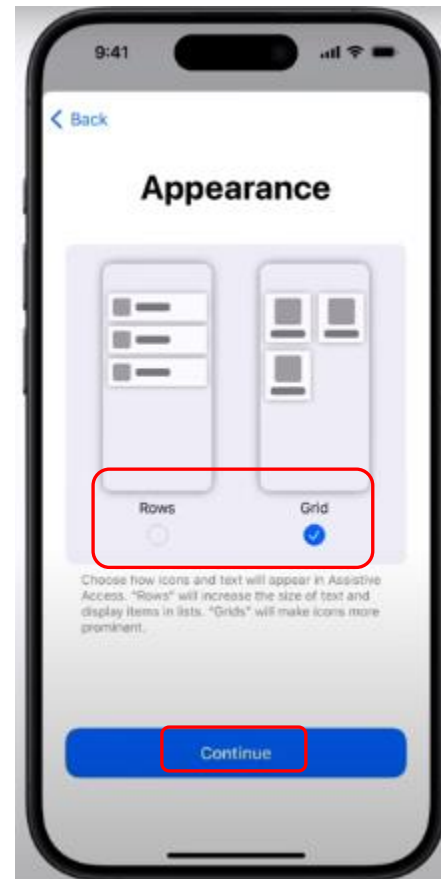 9:41
Back
Appearance
Rows
Grid
Choose how icons and text will appear in Assistive
Access. "Rows" will increase the size of text and
display items in lists. "Grids" will make icons more
prominent.
Continue